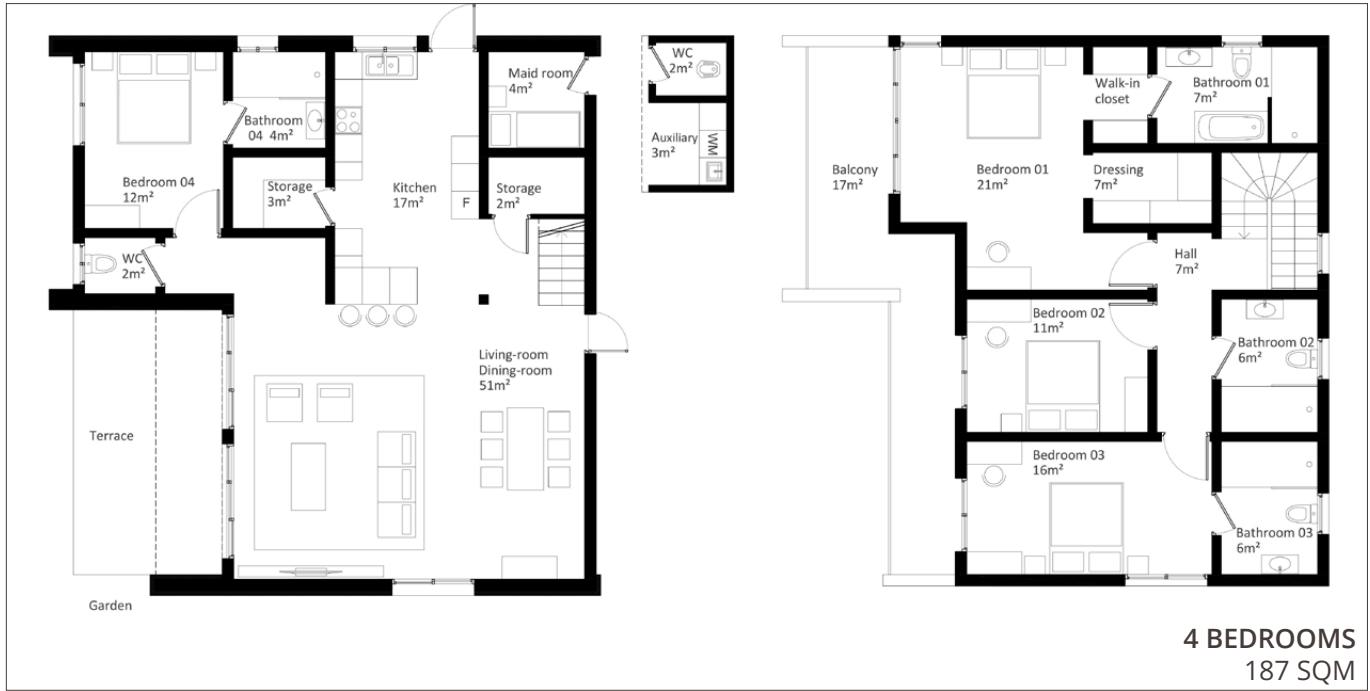 Bedroom 04
12m²
Bathroom
04 4m²
Storage
3m²
WC
2m²
Kitchen
17m²
F
Maid room
4m²
Storage
2m²
Living-room
Dining-room
51m²
Terrace
Garden
WC
2m²
Auxiliary
3m²
WM
Balcony
17m²
Bedroom 01
21m²
Walk-in
closet
Bathroom 01
7m²
Dressing
7m²
Hall
7m²
Bedroom 02
11m²
Bathroom 02
6m²
Bedroom 03
16m²
Bathroom 03
6m²
4 BEDROOMS
187 SQM